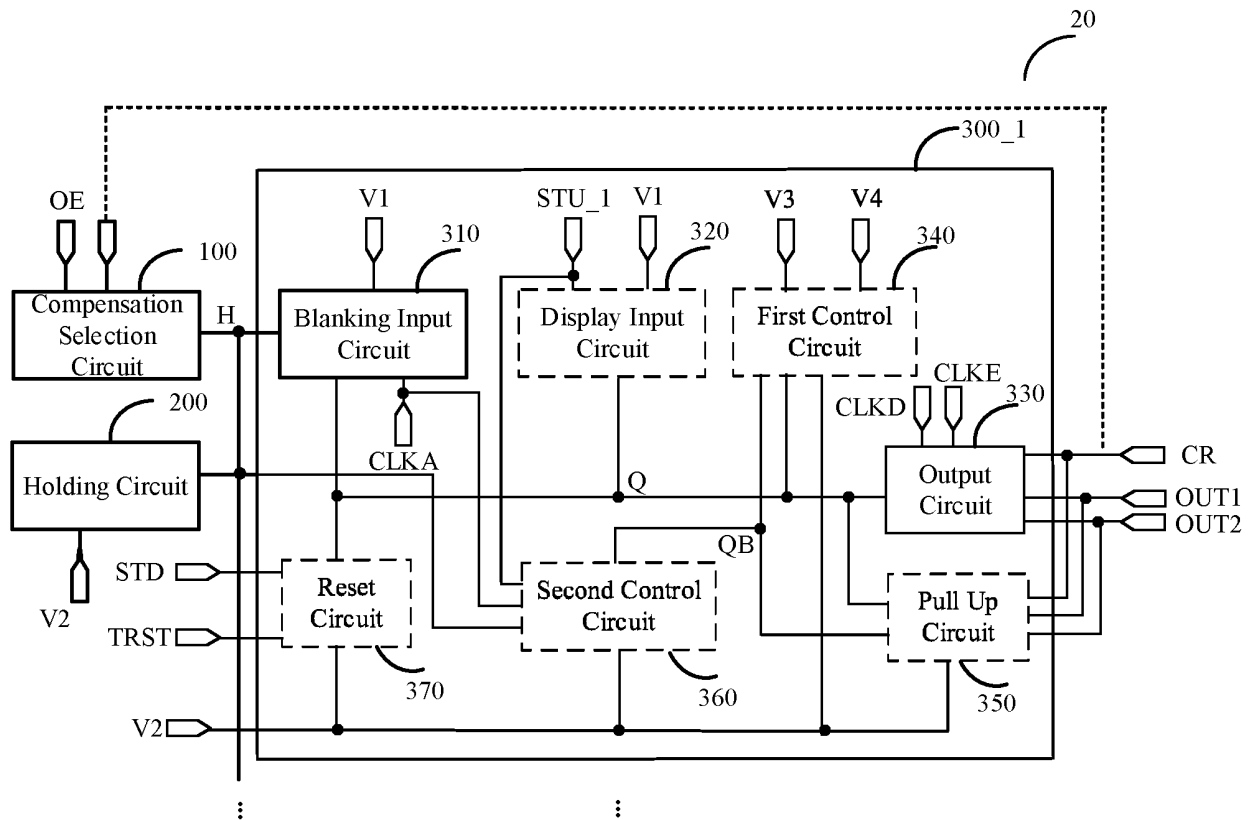 20
300_1
OE
V1
STU_1
V1
V3
V4
100
310
320
340
Compensation
Selection
Circuit
H
Blanking Input
Circuit
Display Input
Circuit
First Control
Circuit
200
CLKA
CLKD
CLKE
330
Holding Circuit
Output
Circuit
CR
OUT1
OUT2
Q
QB
STD
TRST
V2
Reset
Circuit
Second Control
Circuit
Pull Up
Circuit
370
360
350
V2
⋮
⋮